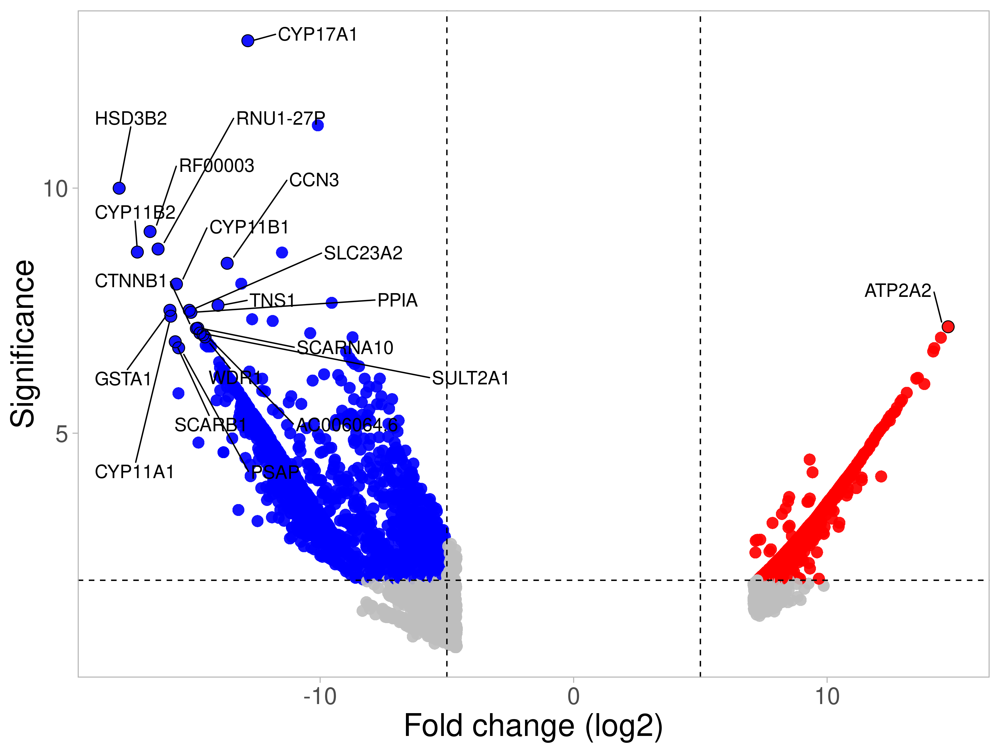 CYP17A1
HSD3B2
RNU1-27P
RF00003
CCN3
10
CYP11B2
CYP11B1
SLC23A2
CTNNB1
TNS1
PPIA
ATP2A2
Significance
SCARNA10
GSTA1
WDR1
SULT2A1
SCARB1
AC006064.6
5
CYP11A1
PSAP
-10
0
10
Fold change (log2)